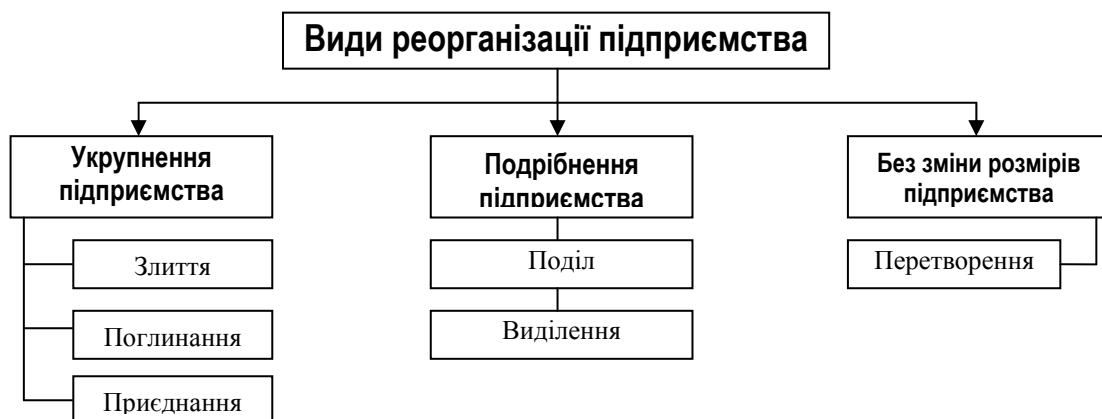 Види реорганізації підприємства
Укрупнення
підприємства
Злиття
Поглинання
Приєднання
Подрібнення
підприємства
Поділ
Виділення
Без зміни розмірів
підприємства
Перетворення